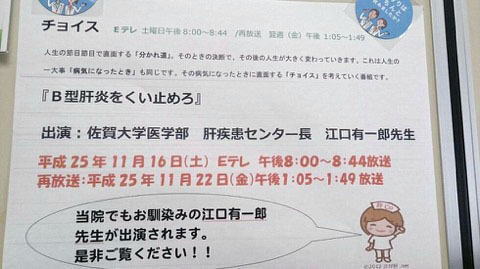 チョイス Eテレ 土曜日午後8:00～8:44 /再放送 翌週（金）午後 1:05～1:49
人生の節目節目で直面する「分かれ道」。そのときの決断で、その後の人生が大きく変わっていきます。これは人生の
一大事「病気になったとき」も同じです。その病気になったときに直面する「チョイス」を考えていく番組です。
『Ｂ型肝炎をくい止めろ』
出演：佐賀大学医学部 肝疾患センター長 江口有一郎先生
平成25年11月16日(土) Eテレ 午後8:00～8:44放送
再放送:平成25年11月22日(金)午後1:05～1:49放送
当院でもお馴染みの江口有一郎
先生が出演されます。
是非ご覧ください！！